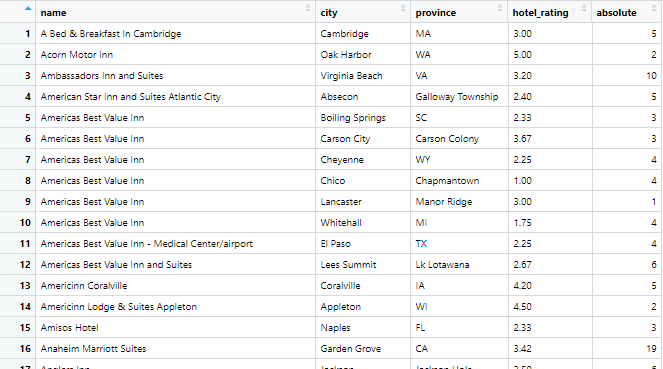 name city province hotel_rating absolute
1 A Bed & Breakfast In Cambridge Cambridge MA 3.00 5
2 Acorn Motor Inn Oak Harbor WA 5.00 2
3 Ambassadors Inn and Suites Virginia Beach VA 3.20 10
4 American Star Inn and Suites Atlantic City Absecon Galloway Township 2.40 5
5 Americas Best Value Inn Boiling Springs SC 2.33 3
6 Americas Best Value Inn Carson City Carson Colony 3.67 3
7 Americas Best Value Inn Cheyenne WY 2.25 4
8 Americas Best Value Inn Chico Chapmantown 1.00 4
9 Americas Best Value Inn Lancaster Manor Ridge 3.00 1
10 Americas Best Value Inn Whitehall MI 1.75 4
11 Americas Best Value Inn - Medical Center/airport El Paso TX 2.25 4
12 Americas Best Value Inn and Suites Lees Summit Lk Lotawana 2.67 6
13 Americinn Coralville Coralville IA 4.20 5
14 Americinn Lodge & Suites Appleton Appleton WI 4.50 2
15 Amisos Hotel Naples FL 2.33 3
16 Anaheim Marriott Suites Garden Grove CA 3.42 19